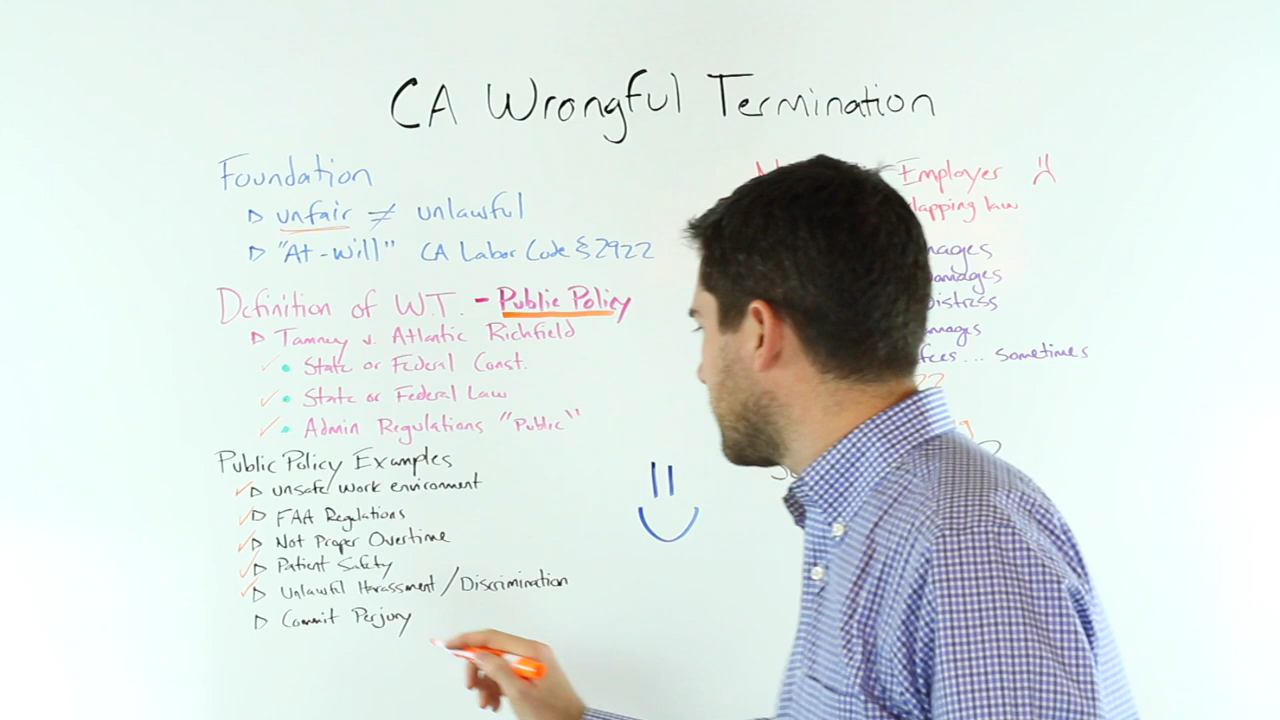 CA Wrongful Termination
Foundation
unfair ≠ unlawful
"At-will" CA Labor Code § 2922
Definition of W.T. - Public Policy
Tamney v. Atlantic Richfield
State or Federal Const.
State or Federal Law
Admin Regulations "Public"
Public Policy Examples
unsafe work environment
FAA Regulations
Not Proper Overtime
Patient Safety
Unlawful Harassment / Discrimination
Commit Perjury
Employer
law
fees... sometimes